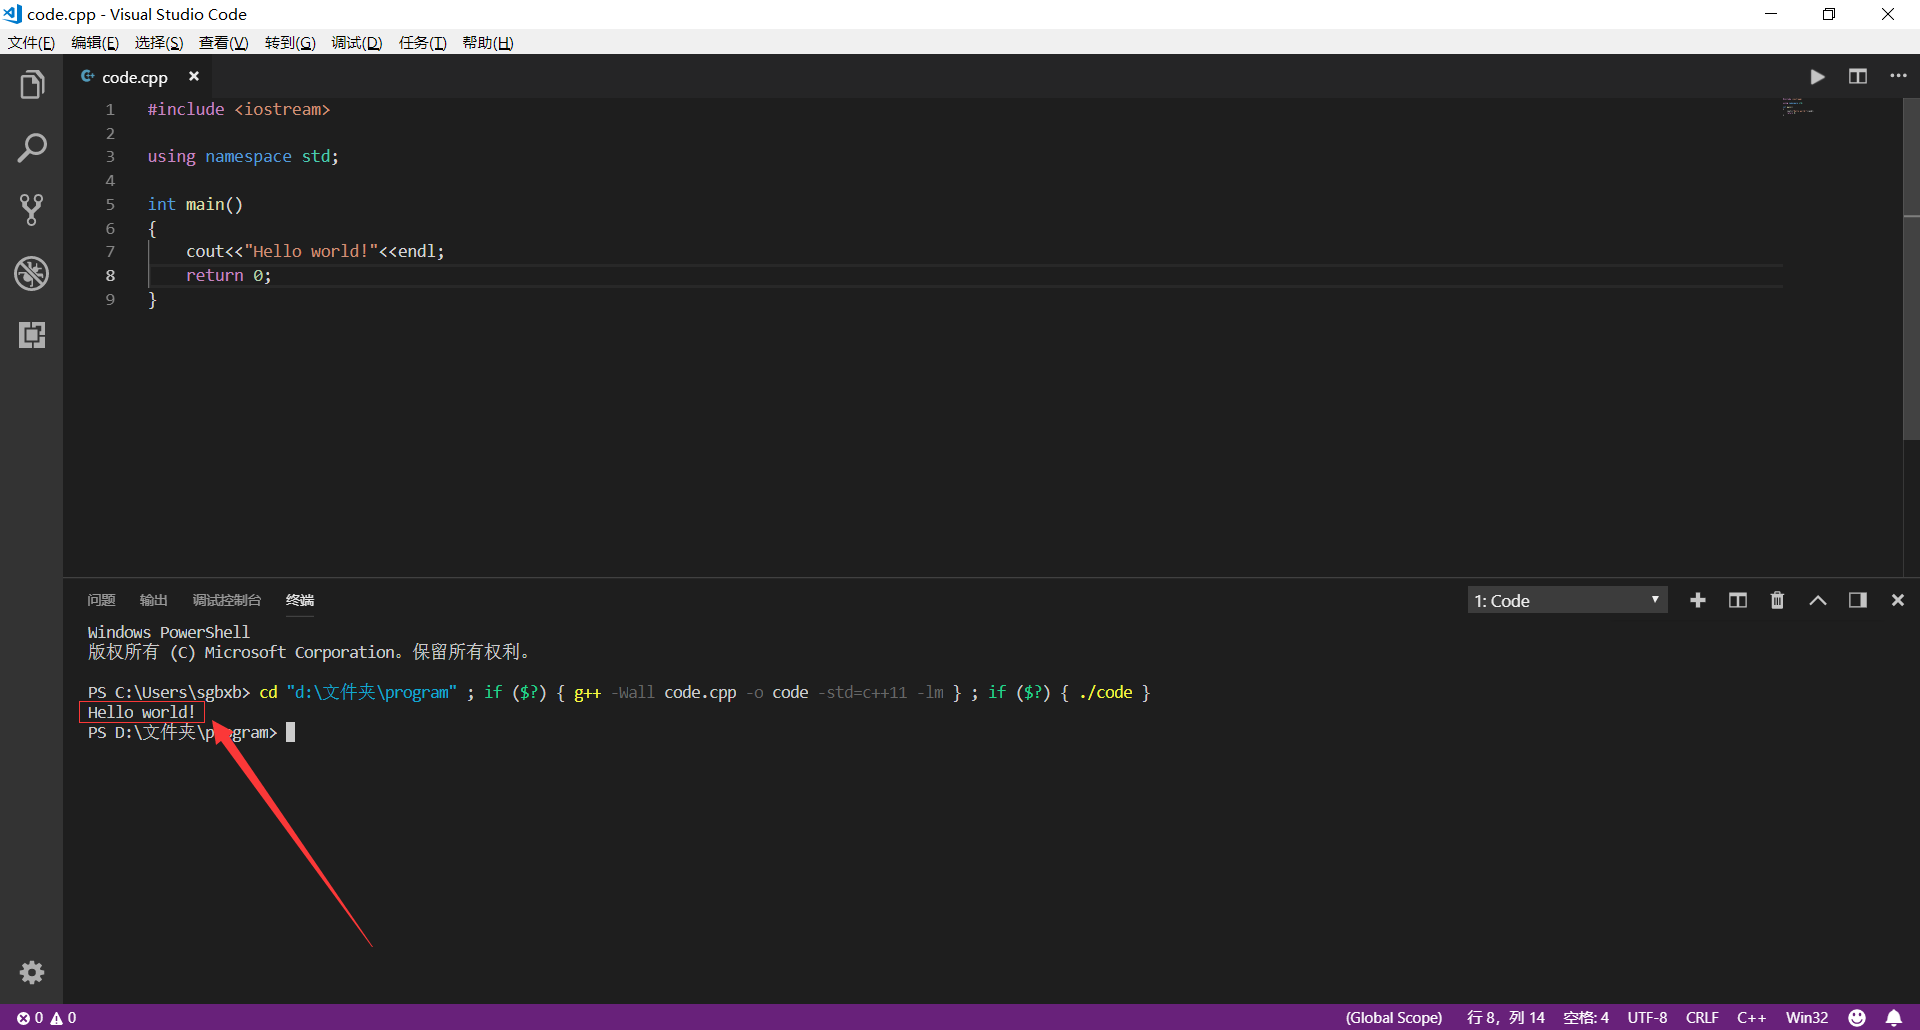 code.cpp - Visual Studio Code
文件(F) 编辑(E) 选择(S) 查看(V) 转到(G) 调试(D) 任务(T) 帮助(H)
code.cpp
1 #include <iostream>
2
3 using namespace std;
4
5 int main()
6 {
7 cout<<"Hello world!"<<endl;
8 return 0;
9 }
问题 输出 调试控制台 终端 1: Code
Windows PowerShell
版权所有 (C) Microsoft Corporation。保留所有权利。
PS C:\Users\sgbxb> cd "d:\文件夹\program" ; if ($?) { g++ -Wall code.cpp -o code -std=c++11 -lm } ; if ($?) { ./code }
Hello world!
PS D:\文件夹\program>
0 0 (Global Scope) 行 8，列 14 空格: 4 UTF-8 CRLF C++ Win32